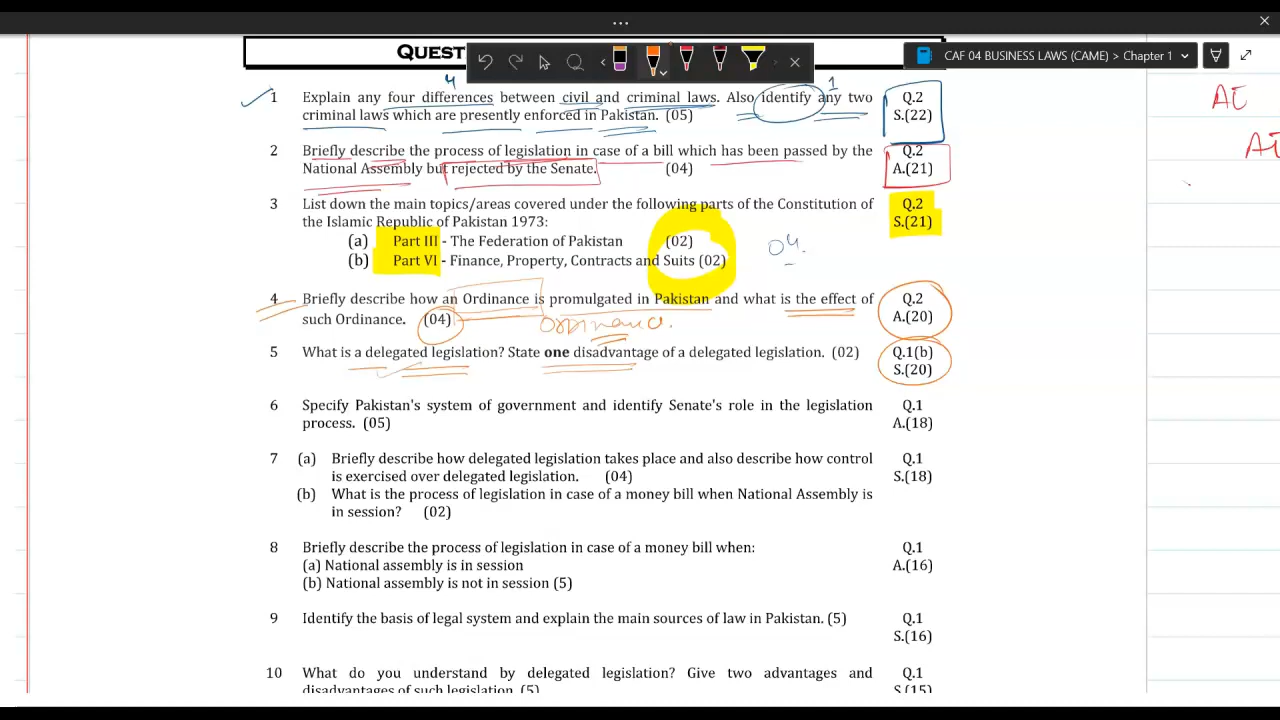 QUEST
CAF 04 BUSINESS LAWS (CAME) > Chapter 1
4
1
1 Explain any four differences between civil and criminal laws. Also identify any two Q.2
criminal laws which are presently enforced in Pakistan. (05) S.(22)
AI
2 Briefly describe the process of legislation in case of a bill which has been passed by the Q.2
National Assembly but rejected by the Senate. (04) A.(21)
3 List down the main topics/areas covered under the following parts of the Constitution of Q.2
the Islamic Republic of Pakistan 1973: S.(21)
(a) Part III - The Federation of Pakistan (02)
(b) Part VI - Finance, Property, Contracts and Suits (02)
04.
4 Briefly describe how an Ordinance is promulgated in Pakistan and what is the effect of Q.2
such Ordinance. (04) A.(20)
Ordinance.
5 What is a delegated legislation? State one disadvantage of a delegated legislation. (02) Q.1(b)
S.(20)
6 Specify Pakistan's system of government and identify Senate's role in the legislation Q.1
process. (05) A.(18)
7 (a) Briefly describe how delegated legislation takes place and also describe how control Q.1
is exercised over delegated legislation. (04) S.(18)
(b) What is the process of legislation in case of a money bill when National Assembly is
in session? (02)
8 Briefly describe the process of legislation in case of a money bill when: Q.1
(a) National assembly is in session A.(16)
(b) National assembly is not in session (5)
9 Identify the basis of legal system and explain the main sources of law in Pakistan. (5) Q.1
S.(16)
10 What do you understand by delegated legislation? Give two advantages and Q.1
disadvantages of such legislation. (5) S.(15)